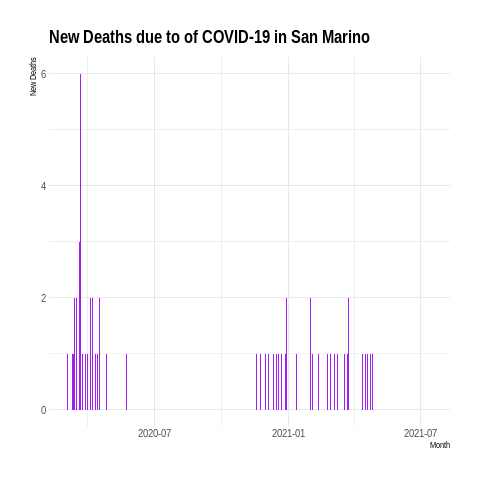 New Deaths due to of COVID-19 in San Marino
New Deaths
6
4
2
0
2020-07
2021-01
2021-07
Month